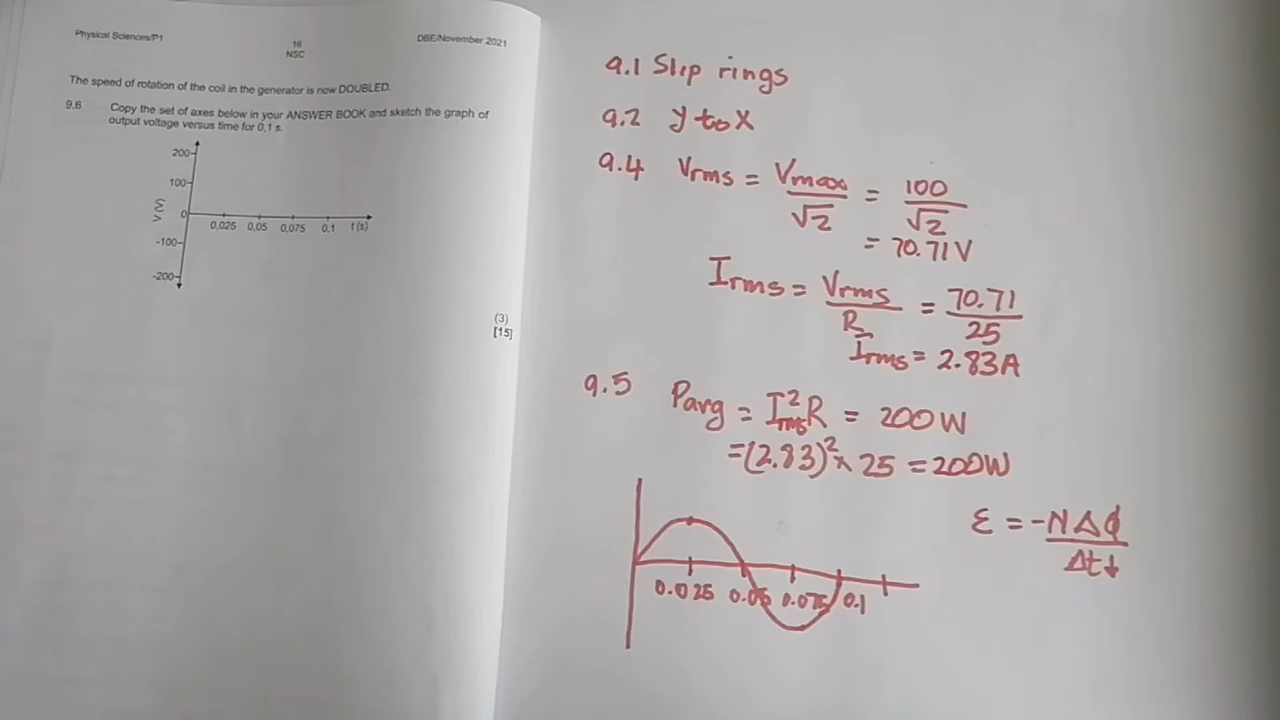 Physical Sciences/P1
16
NSC
DBE/November 2021
The speed of rotation of the coil in the generator is now DOUBLED.
9.6 Copy the set of axes below in your ANSWER BOOK and sketch the graph of
output voltage versus time for 0,1 s.
200
100
0
-100
-200
V (V)
0,025 0,05 0,075 0,1 t (s)
(3)
[15]
9.1 Slip rings
9.2 Y to X
9.4 Vrms = Vmax/√2 = 100/√2
= 70.71V
Irms = Vrms/R = 70.71/25
Irms = 2.83A
9.5 Pavg = I²rmsR = 200W
=(2.83)² × 25 = 200W
0.025 0.05 0.075 0.1
ε = -NΔɸ/Δt↓